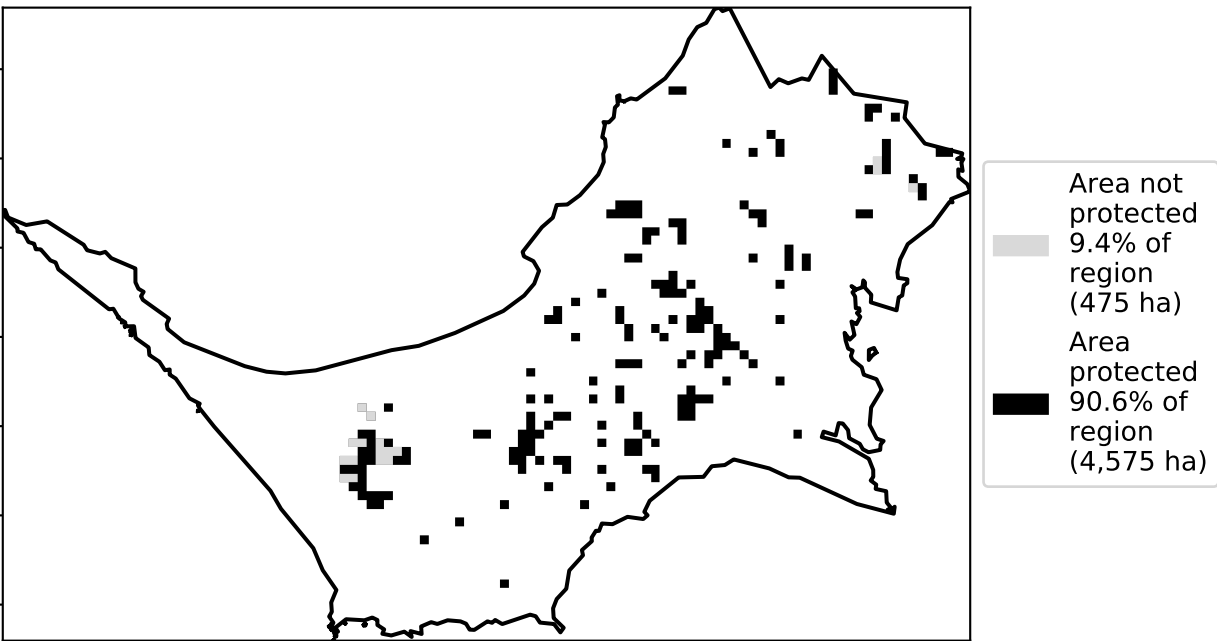 Area not
protected
9.4% of
region
(475 ha)
Area
protected
90.6% of
region
(4,575 ha)